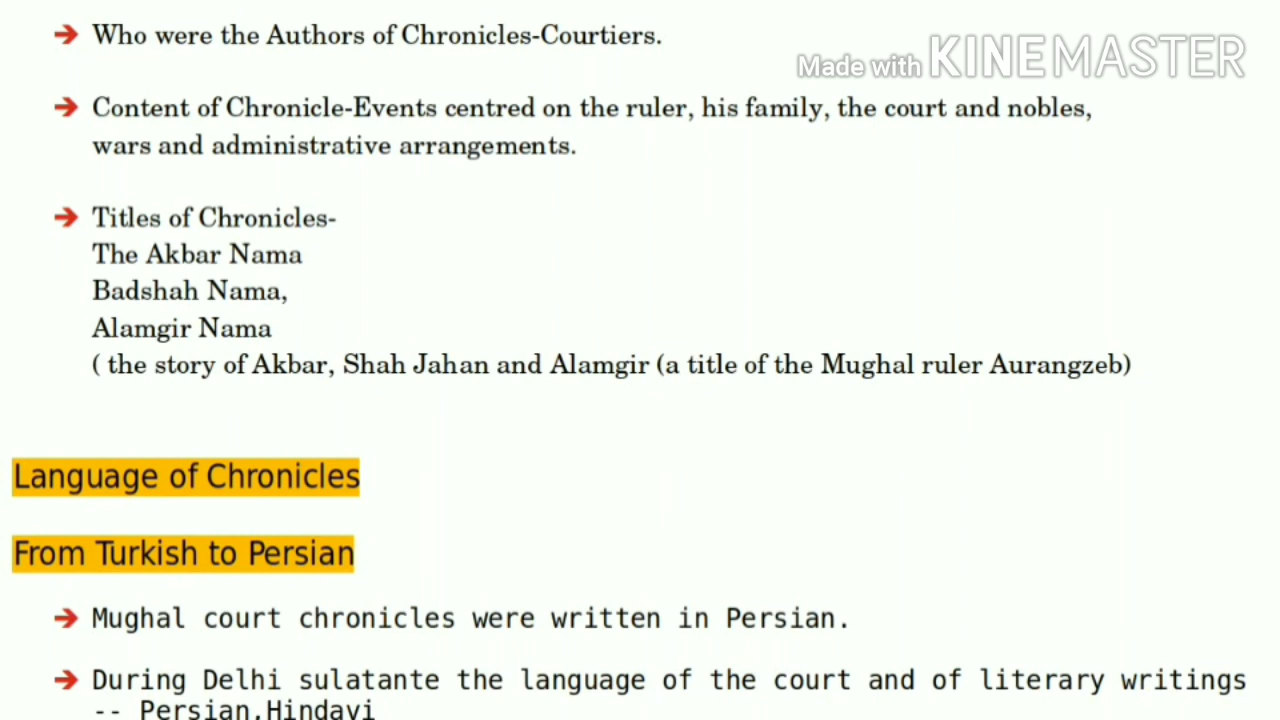 ➔ Who were the Authors of Chronicles-Courtiers.
Made with KINEMASTER
➔ Content of Chronicle-Events centred on the ruler, his family, the court and nobles,
wars and administrative arrangements.
➔ Titles of Chronicles-
The Akbar Nama
Badshah Nama,
Alamgir Nama
( the story of Akbar, Shah Jahan and Alamgir (a title of the Mughal ruler Aurangzeb)
Language of Chronicles
From Turkish to Persian
➔ Mughal court chronicles were written in Persian.
➔ During Delhi sulatante the language of the court and of literary writings
-- Persian,Hindavi